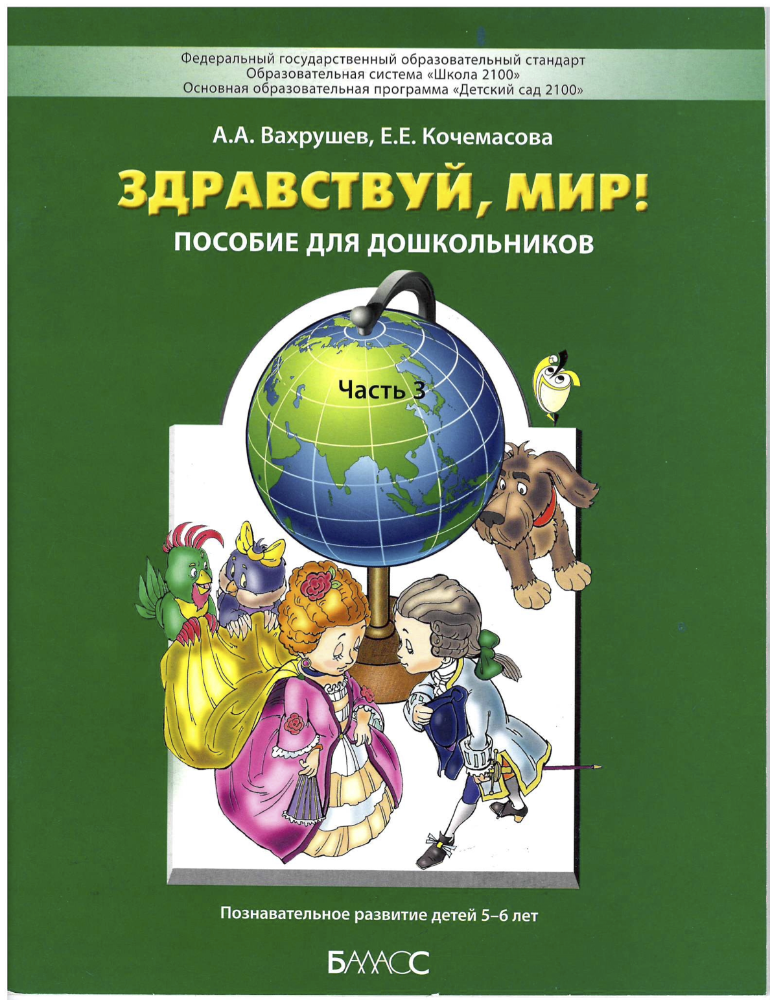 Федеральный государственный образовательный стандарт
Образовательная система «Школа 2100»
Основная образовательная программа «Детский сад 2100»
А.А. Вахрушев, Е.Е. Кочемасова
ЗДРАВСТВУЙ, МИР!
ПОСОБИЕ ДЛЯ ДОШКОЛЬНИКОВ
Часть 3
Познавательное развитие детей 5–6 лет
БАЛАСС